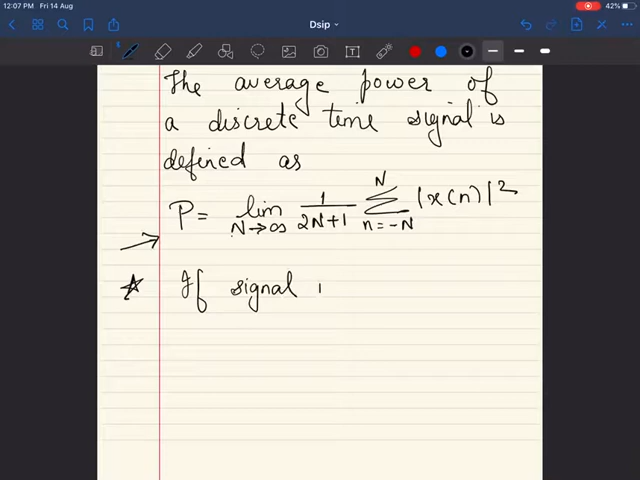 12:07 PM Fri 14 Aug
42%
Dsip
The average power of
a discrete time signal is
defined as
P = lim N→∞ 1/2N+1 N Σ n=-N |x(n)|²
If signal